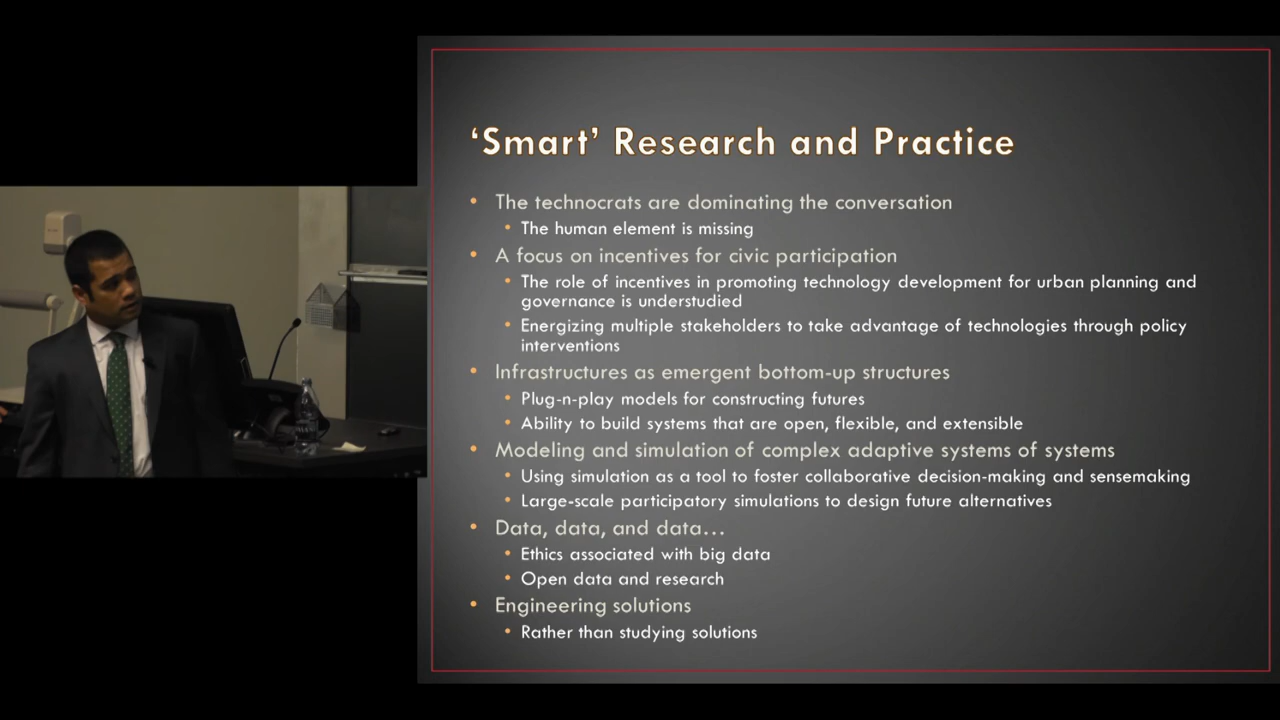 ‘Smart’ Research and Practice
• The technocrats are dominating the conversation
• The human element is missing
• A focus on incentives for civic participation
• The role of incentives in promoting technology development for urban planning and
governance is understudied
• Energizing multiple stakeholders to take advantage of technologies through policy
interventions
• Infrastructures as emergent bottom-up structures
• Plug-n-play models for constructing futures
• Ability to build systems that are open, flexible, and extensible
• Modeling and simulation of complex adaptive systems of systems
• Using simulation as a tool to foster collaborative decision-making and sensemaking
• Large-scale participatory simulations to design future alternatives
• Data, data, and data…
• Ethics associated with big data
• Open data and research
• Engineering solutions
• Rather than studying solutions